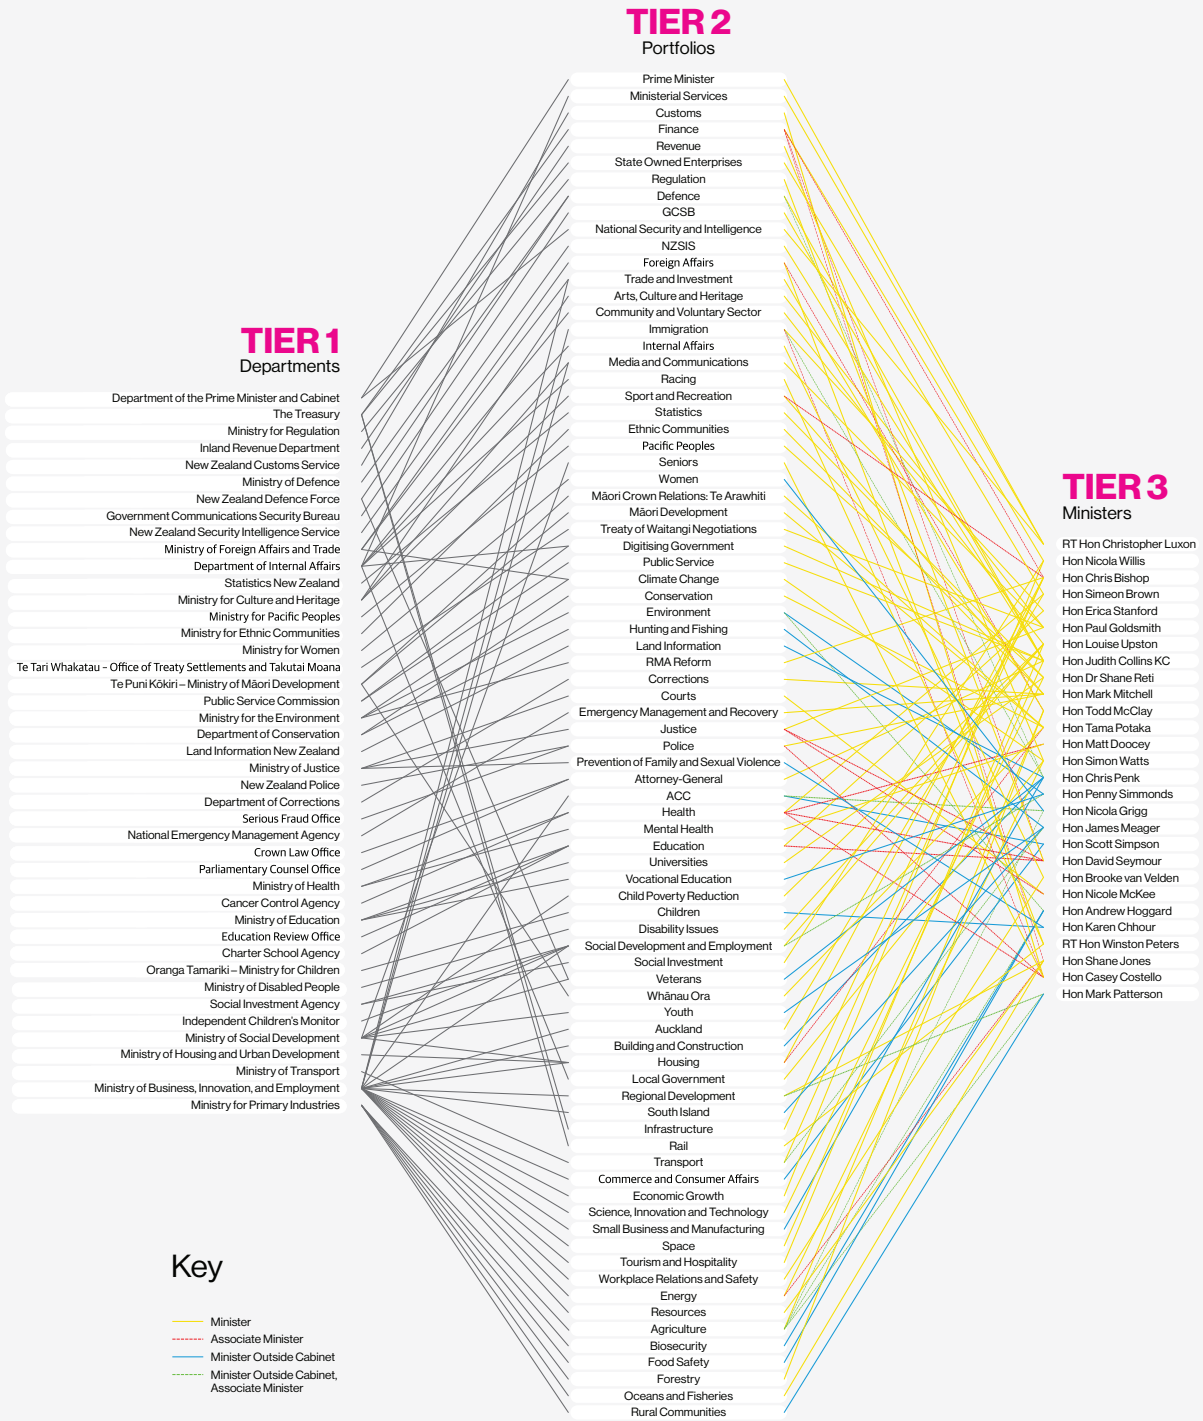 TIER 1
Departments
Department of the Prime Minister and Cabinet
The Treasury
Ministry for Regulation
Inland Revenue Department
New Zealand Customs Service
Ministry of Defence
New Zealand Defence Force
Government Communications Security Bureau
New Zealand Security Intelligence Service
Ministry of Foreign Affairs and Trade
Department of Internal Affairs
Statistics New Zealand
Ministry for Culture and Heritage
Ministry for Pacific Peoples
Ministry for Ethnic Communities
Ministry for Women
Te Tari Whakatau – Office of Treaty Settlements and Takutai Moana
Te Puni Kōkiri – Ministry of Māori Development
Public Service Commission
Ministry for the Environment
Department of Conservation
Land Information New Zealand
Ministry of Justice
New Zealand Police
Department of Corrections
Serious Fraud Office
National Emergency Management Agency
Crown Law Office
Parliamentary Counsel Office
Ministry of Health
Cancer Control Agency
Ministry of Education
Education Review Office
Charter School Agency
Oranga Tamariki – Ministry for Children
Ministry of Disabled People
Social Investment Agency
Independent Children's Monitor
Ministry of Social Development
Ministry of Housing and Urban Development
Ministry of Transport
Ministry of Business, Innovation, and Employment
Ministry for Primary Industries
TIER 2
Portfolios
Prime Minister
Ministerial Services
Customs
Finance
Revenue
State Owned Enterprises
Regulation
Defence
GCSB
National Security and Intelligence
NZSIS
Foreign Affairs
Trade and Investment
Arts, Culture and Heritage
Community and Voluntary Sector
Immigration
Internal Affairs
Media and Communications
Racing
Sport and Recreation
Statistics
Ethnic Communities
Pacific Peoples
Seniors
Women
Māori Crown Relations: Te Arawhiti
Māori Development
Treaty of Waitangi Negotiations
Digitising Government
Public Service
Climate Change
Conservation
Environment
Hunting and Fishing
Land Information
RMA Reform
Corrections
Courts
Emergency Management and Recovery
Justice
Police
Prevention of Family and Sexual Violence
Attorney-General
ACC
Health
Mental Health
Education
Universities
Vocational Education
Child Poverty Reduction
Children
Disability Issues
Social Development and Employment
Social Investment
Veterans
Whānau Ora
Youth
Auckland
Building and Construction
Housing
Local Government
Regional Development
South Island
Infrastructure
Rail
Transport
Commerce and Consumer Affairs
Economic Growth
Science, Innovation and Technology
Small Business and Manufacturing
Space
Tourism and Hospitality
Workplace Relations and Safety
Energy
Resources
Agriculture
Biosecurity
Food Safety
Forestry
Oceans and Fisheries
Rural Communities
TIER 3
Ministers
RT Hon Christopher Luxon
Hon Nicola Willis
Hon Chris Bishop
Hon Simeon Brown
Hon Erica Stanford
Hon Paul Goldsmith
Hon Louise Upston
Hon Judith Collins KC
Hon Dr Shane Reti
Hon Mark Mitchell
Hon Todd McClay
Hon Tama Potaka
Hon Matt Doocey
Hon Simon Watts
Hon Chris Penk
Hon Penny Simmonds
Hon Nicola Grigg
Hon James Meager
Hon Scott Simpson
Hon David Seymour
Hon Brooke van Velden
Hon Nicole McKee
Hon Andrew Hoggard
Hon Karen Chhour
RT Hon Winston Peters
Hon Shane Jones
Hon Casey Costello
Hon Mark Patterson
Key
Minister
Associate Minister
Minister Outside Cabinet
Minister Outside Cabinet,
Associate Minister